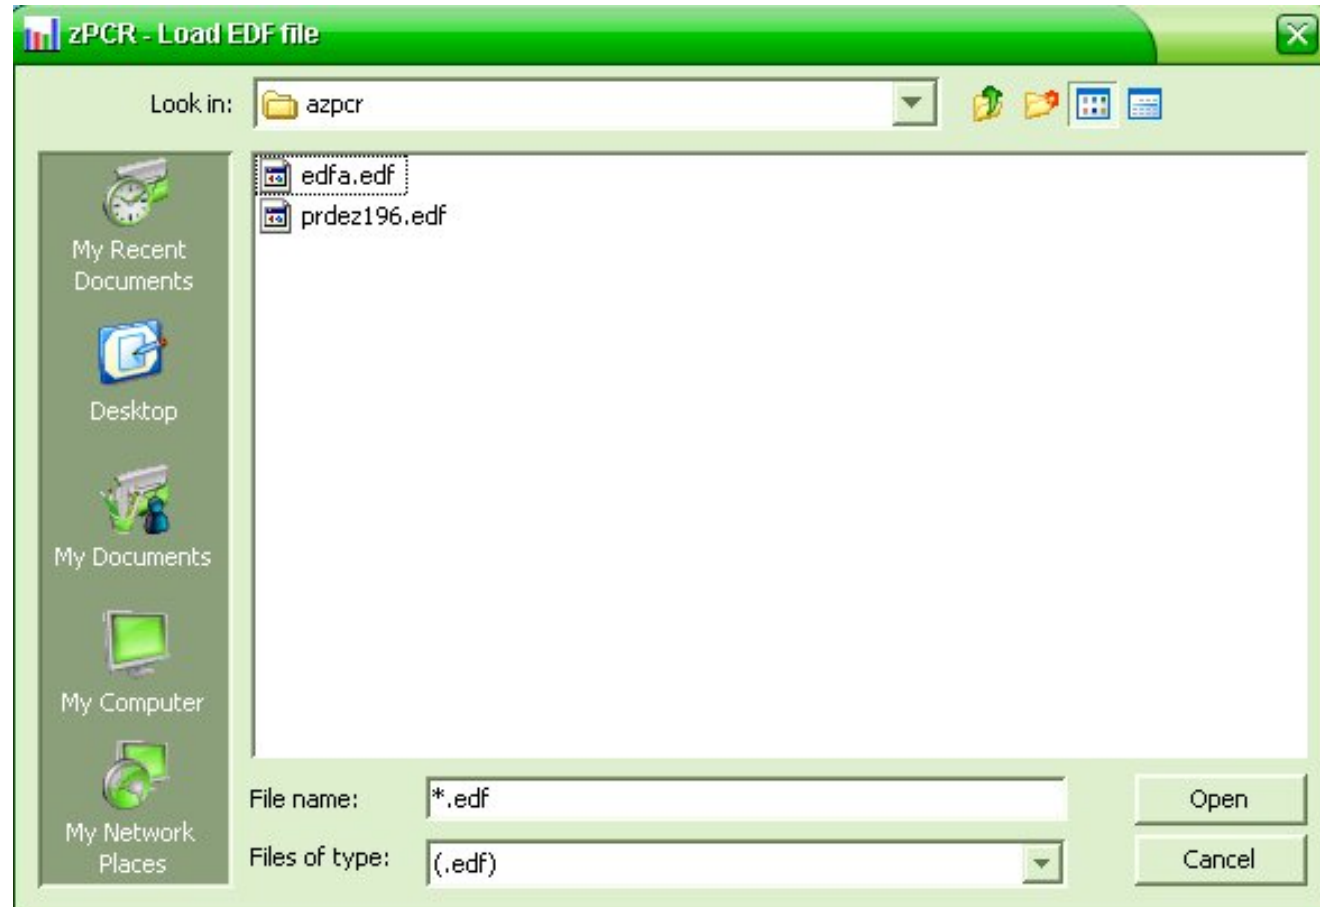 zPCR - Load EDF file
Look in:
azpcr
edfa.edf
prdez196.edf
My Recent
Documents
Desktop
My Documents
My Computer
My Network
Places
File name:
*.edf
Open
Files of type:
(.edf)
Cancel